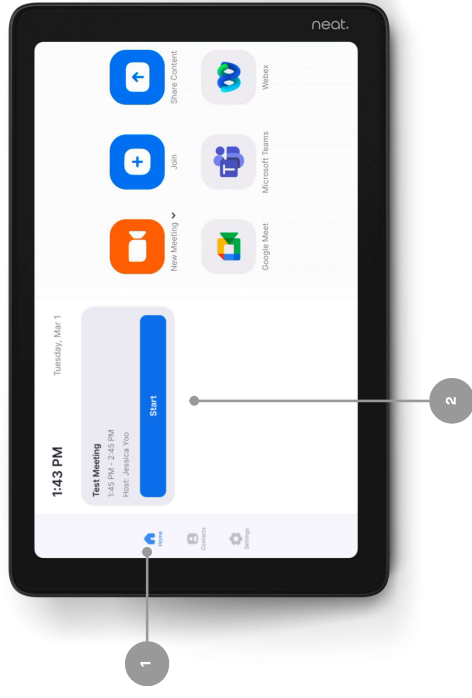 neat.
1:43 PM
Tuesday, Mar 1
Test Meeting
1:45 PM - 2:45 PM
Host: Jessica Yoo
Start
Home
Contacts
Settings
New Meeting
Join
Share Content
Google Meet
Microsoft Teams
Webex
1
2